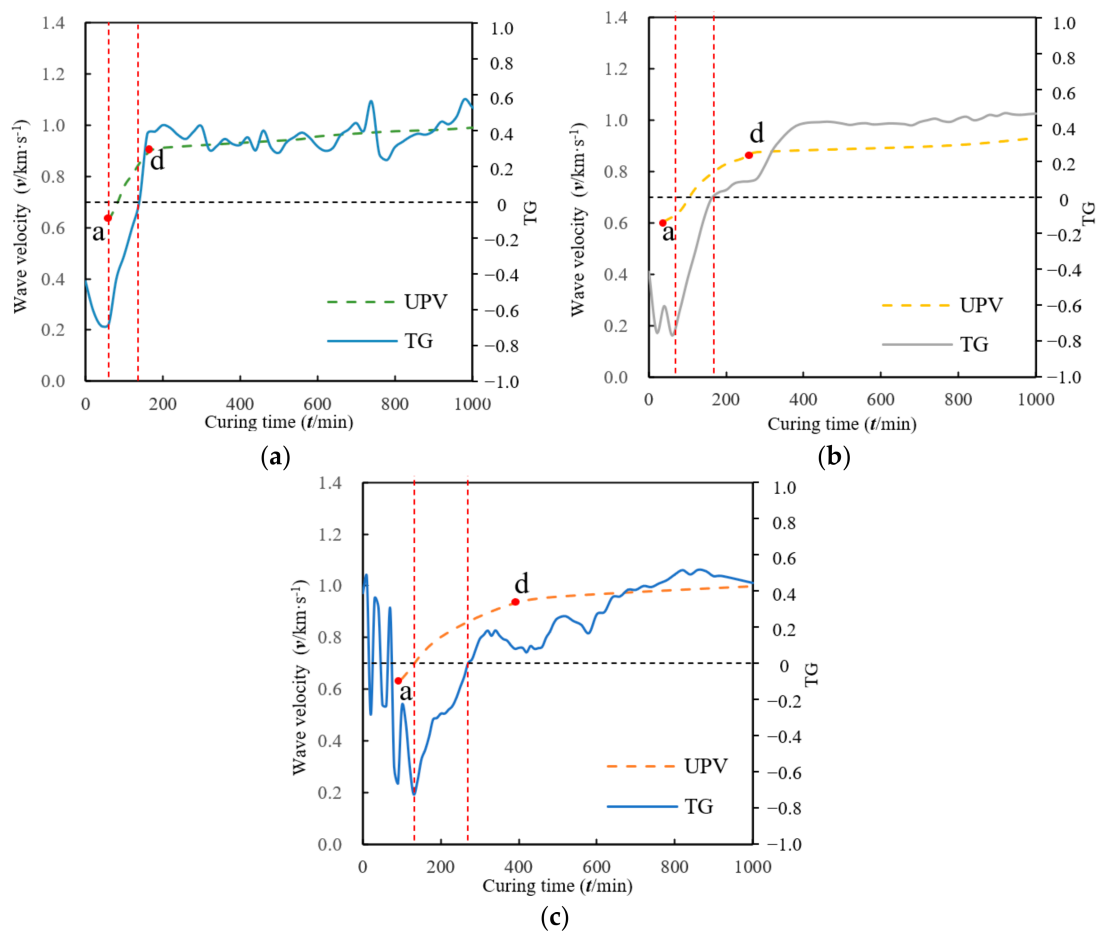 1.4
1.2
1.0
0.8
0.6
0.4
0.2
0.0
Wave velocity (v/km·s⁻¹)
1.0
0.8
0.6
0.4
0.2
0
−0.2
−0.4
−0.6
−0.8
−1.0
TG
a
d
UPV
TG
0 200 400 600 800 1000
Curing time (t/min)
(a)
1.4
1.2
1.0
0.8
0.6
0.4
0.2
0.0
Wave velocity (v/km·s⁻¹)
1.0
0.8
0.6
0.4
0.2
0
−0.2
−0.4
−0.6
−0.8
−1.0
TG
a
d
UPV
TG
0 200 400 600 800 1000
Curing time (t/min)
(b)
1.4
1.2
1.0
0.8
0.6
0.4
0.2
0.0
Wave velocity (v/km·s⁻¹)
1.0
0.8
0.6
0.4
0.2
0
−0.2
−0.4
−0.6
−0.8
−1.0
TG
a
d
UPV
TG
0 200 400 600 800 1000
Curing time (t/min)
(c)